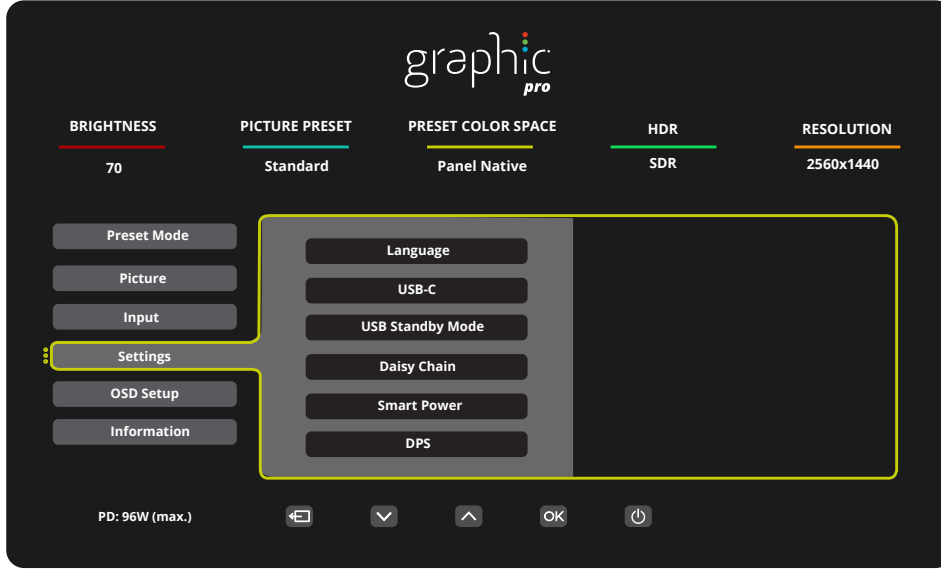 graphic
pro
BRIGHTNESS
70
PICTURE PRESET
Standard
PRESET COLOR SPACE
Panel Native
HDR
SDR
RESOLUTION
2560x1440
Preset Mode
Picture
Input
Settings
OSD Setup
Information
Language
USB-C
USB Standby Mode
Daisy Chain
Smart Power
DPS
PD: 96W (max.)
OK